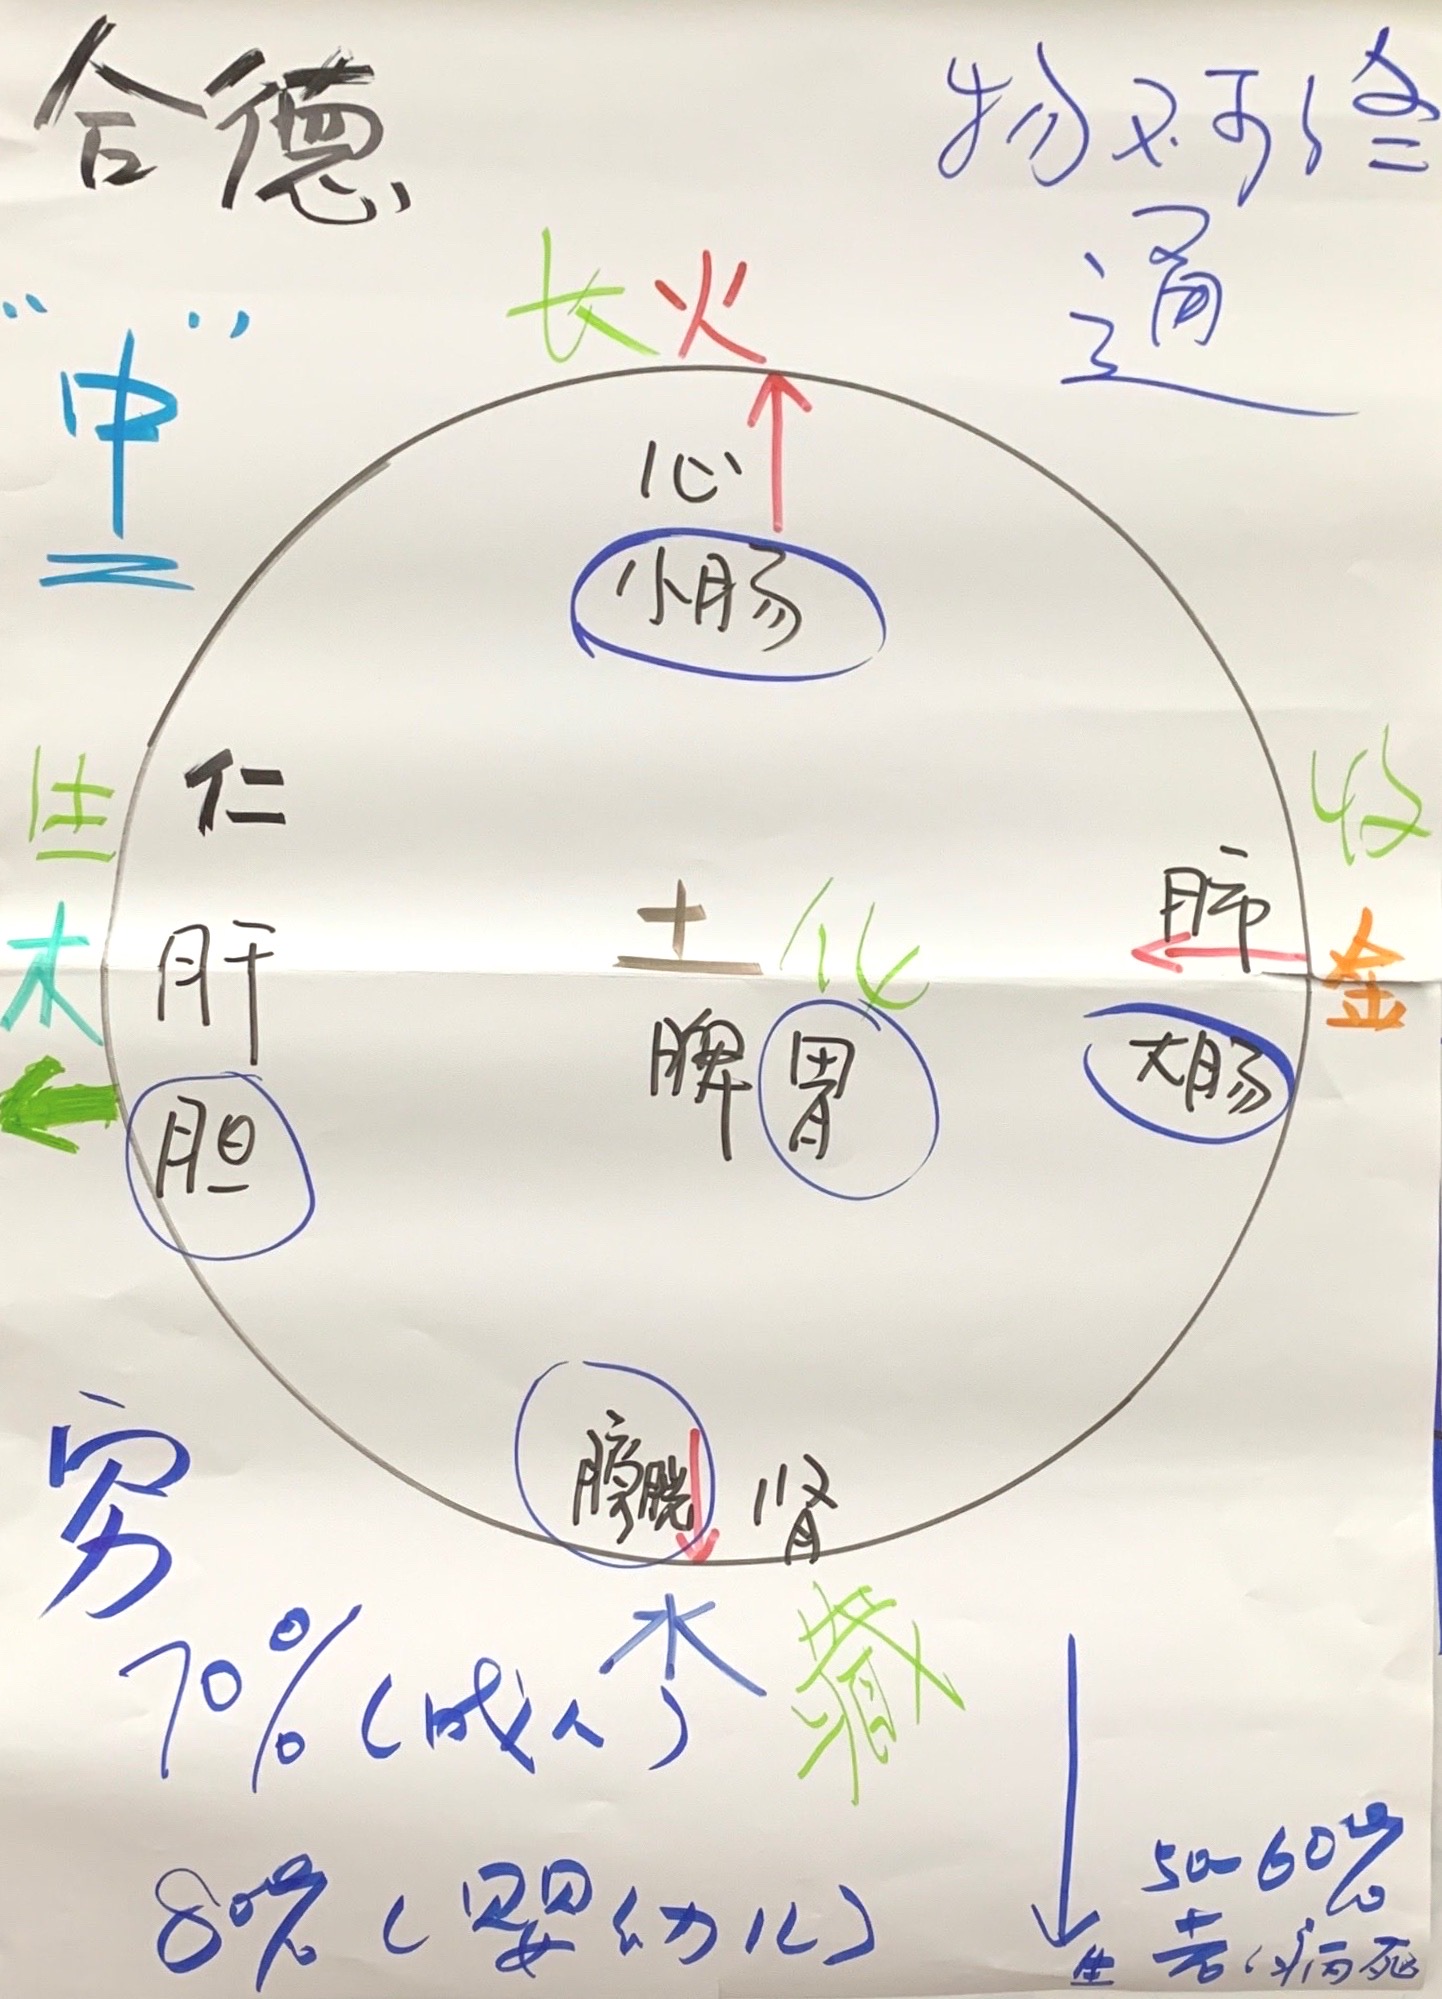 合德
物不可以终
通
"中"
长 火
心
小肠
生 仁 收
木 肝 土 化 肺 金
胆 脾 胃 大肠
膀胱 肾
穷
水 藏
70% (成人)
80% (婴幼儿)
50-60%
生 老 病 死